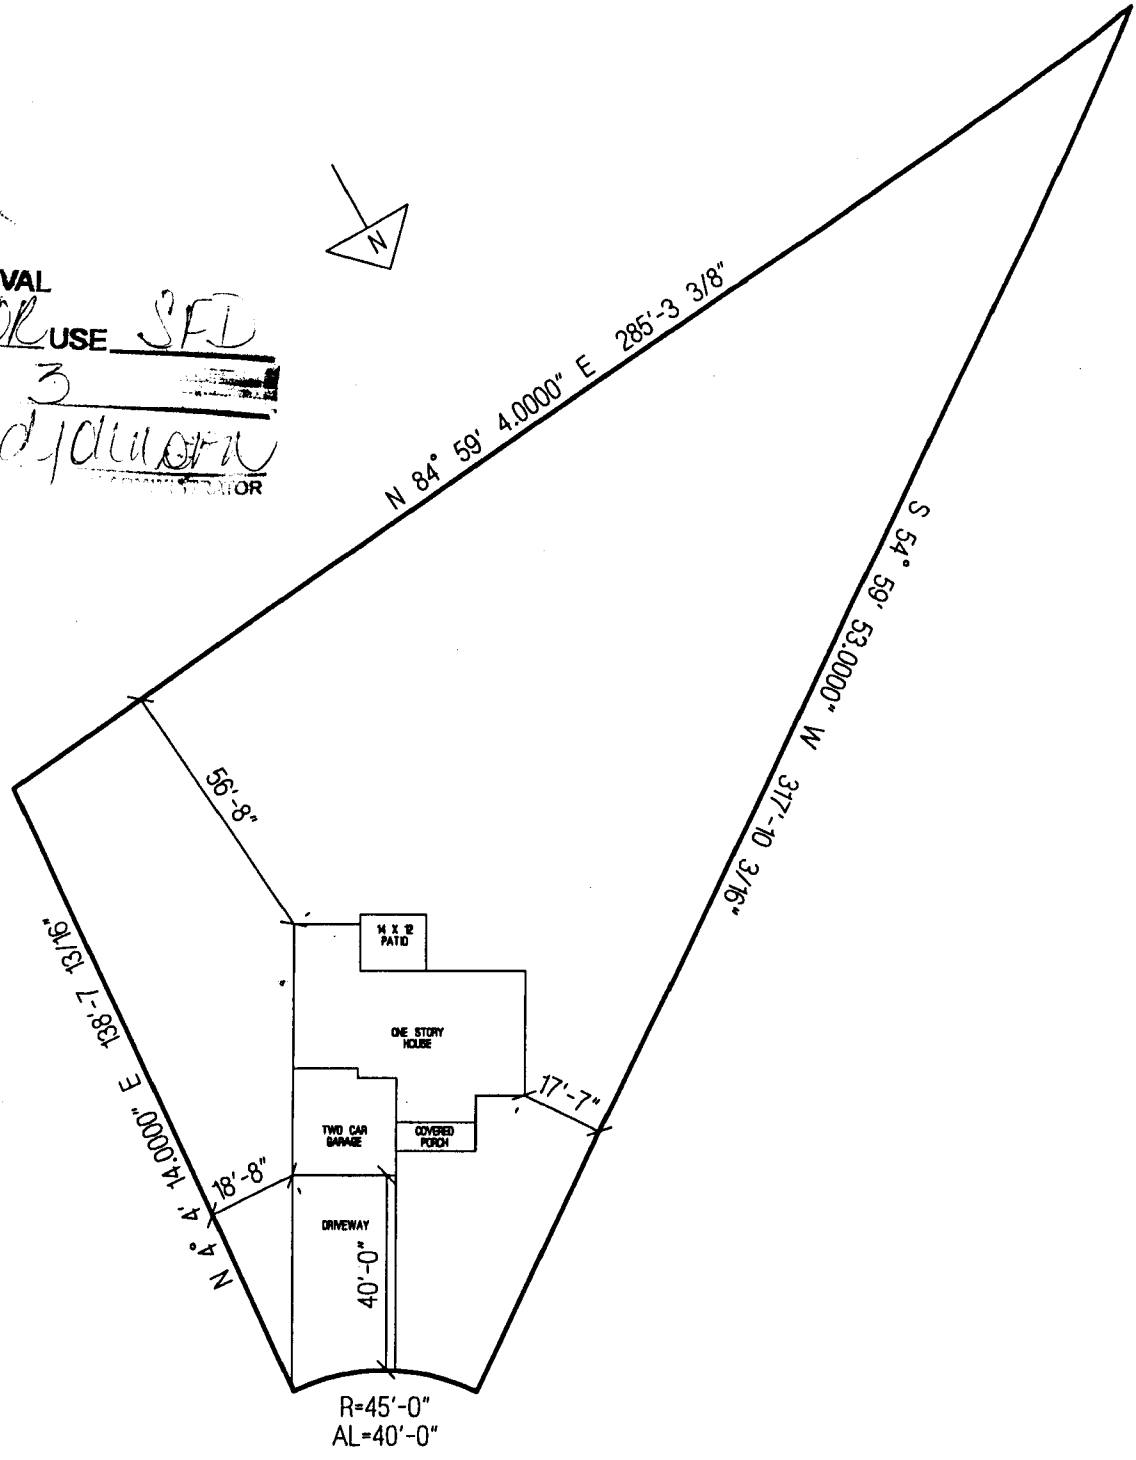 N
VAL
USE SFD
3
ADMINISTRATOR
N 84° 59' 4.0000" E 285'-3 3/8"
S 54° 59' 53.0000" W 317'-10 3/16"
56'-8"
14 X 12
PATIO
N 4° 4' 14.0000" E 138'-7 13/16"
ONE STORY
HOUSE
17'-7"
TWO CAR
GARAGE
COVERED
PORCH
18'-8"
DRIVEWAY
40'-0"
R=45'-0"
AL=40'-0"